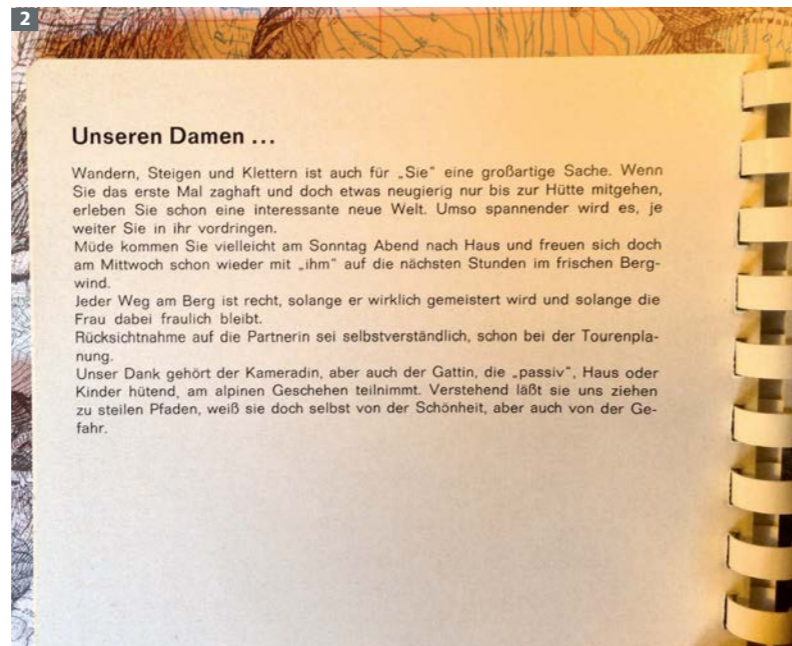 2
Unseren Damen ...
Wandern, Steigen und Klettern ist auch für „Sie" eine großartige Sache. Wenn
Sie das erste Mal zaghaft und doch etwas neugierig nur bis zur Hütte mitgehen,
erleben Sie schon eine interessante neue Welt. Umso spannender wird es, je
weiter Sie in ihr vordringen.
Müde kommen Sie vielleicht am Sonntag Abend nach Haus und freuen sich doch
am Mittwoch schon wieder mit „ihm" auf die nächsten Stunden im frischen Berg-
wind.
Jeder Weg am Berg ist recht, solange er wirklich gemeistert wird und solange die
Frau dabei fraulich bleibt.
Rücksichtnahme auf die Partnerin sei selbstverständlich, schon bei der Tourenpla-
nung.
Unser Dank gehört der Kameradin, aber auch der Gattin, die „passiv", Haus oder
Kinder hütend, am alpinen Geschehen teilnimmt. Verstehend läßt sie uns ziehen
zu steilen Pfaden, weiß sie doch selbst von der Schönheit, aber auch von der Ge-
fahr.